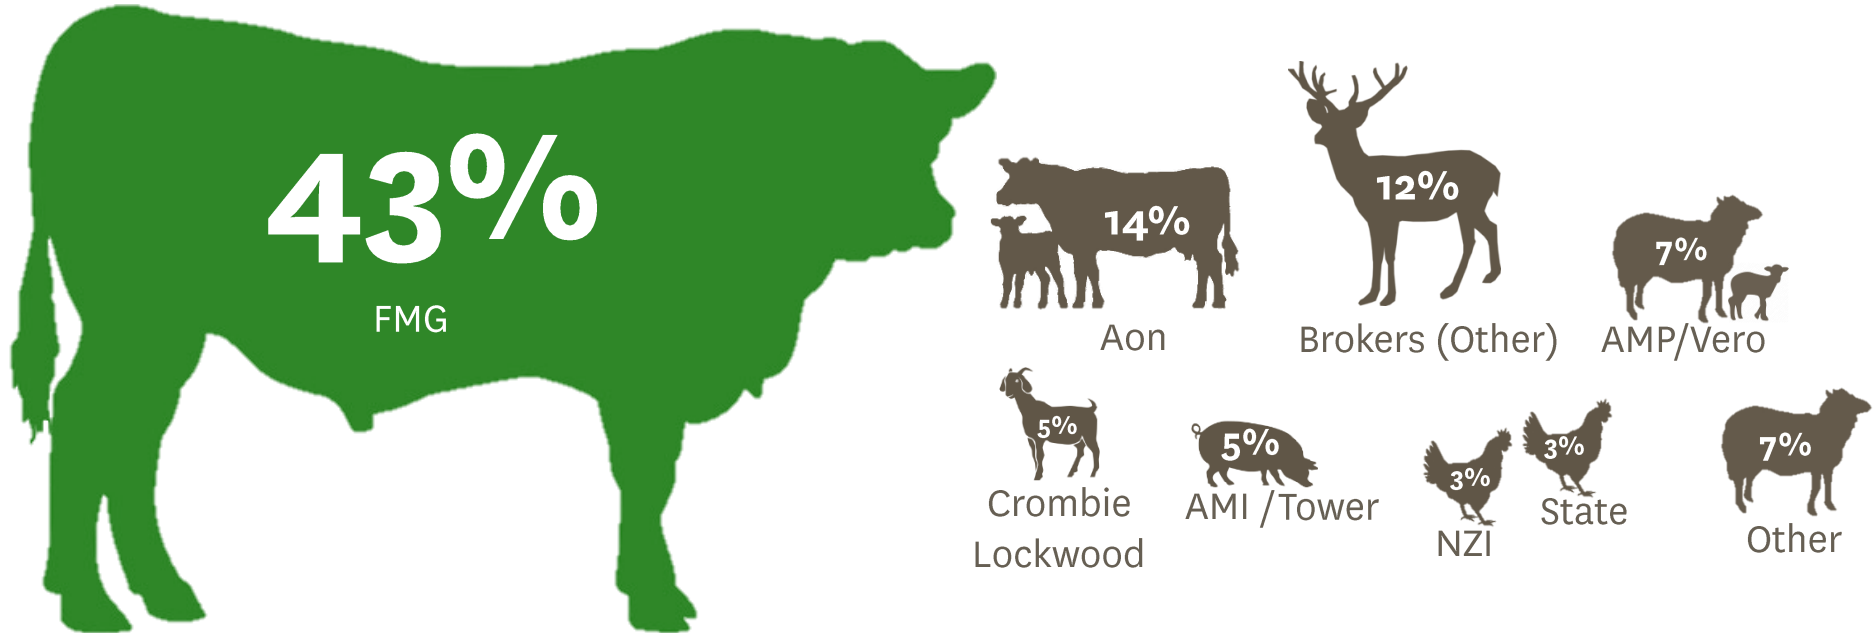 43%
FMG
14%
Aon
12%
Brokers (Other)
7%
AMP/Vero
5%
Crombie
Lockwood
5%
AMI /Tower
3%
NZI
3%
State
7%
Other